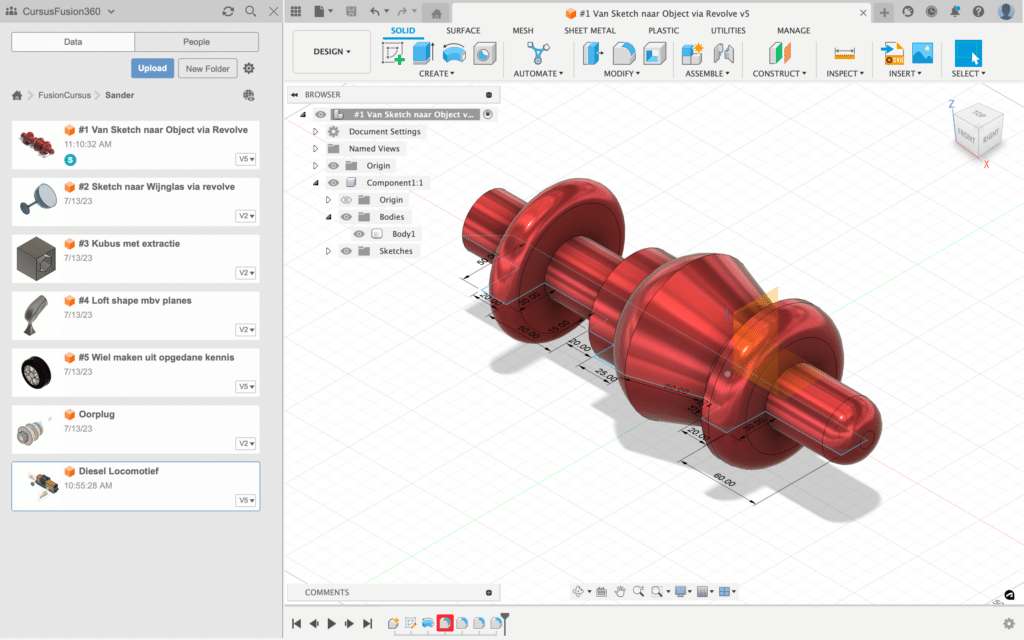 CursusFusion360
#1 Van Sketch naar Object via Revolve v5
Data
People
Upload
New Folder
FusionCursus
Sander
#1 Van Sketch naar Object via Revolve
11:10:32 AM
S
V5
#2 Sketch naar Wijnglas via revolve
7/13/23
V2
#3 Kubus met extractie
7/13/23
V2
#4 Loft shape mbv planes
7/13/23
V2
#5 Wiel maken uit opgedane kennis
7/13/23
V5
Oorplug
7/13/23
V2
Diesel Locomotief
10:55:28 AM
V5
DESIGN
SOLID
SURFACE
MESH
SHEET METAL
PLASTIC
UTILITIES
MANAGE
CREATE
AUTOMATE
MODIFY
ASSEMBLE
CONSTRUCT
INSPECT
INSERT
SELECT
BROWSER
#1 Van Sketch naar Object v...
Document Settings
Named Views
Origin
Component1:1
Origin
Bodies
Body1
Sketches
Z
TOP
FRONT
RIGHT
X
20.00
50.00
20.00
25.00
20.00
60.00
COMMENTS